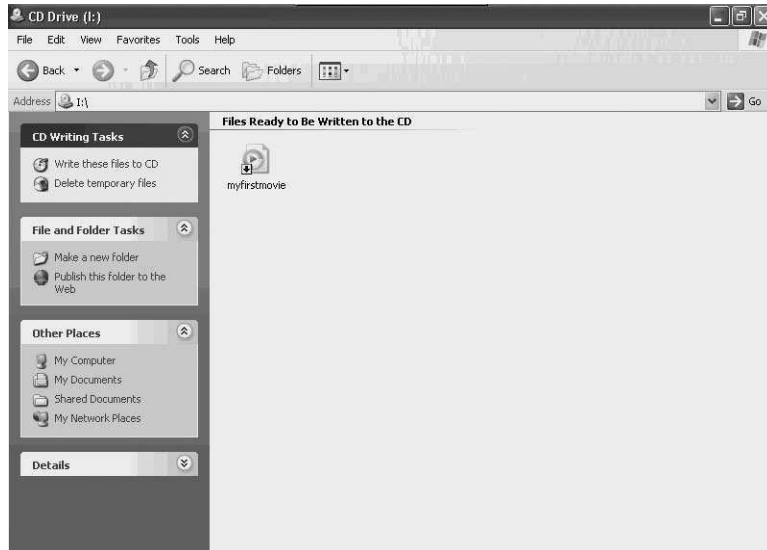 CD Drive (I:)
File Edit View Favorites Tools Help
Back Search Folders
Address I:\ Go
Files Ready to Be Written to the CD
CD Writing Tasks
Write these files to CD
Delete temporary files
myfirstmovie
File and Folder Tasks
Make a new folder
Publish this folder to the
Web
Other Places
My Computer
My Documents
Shared Documents
My Network Places
Details